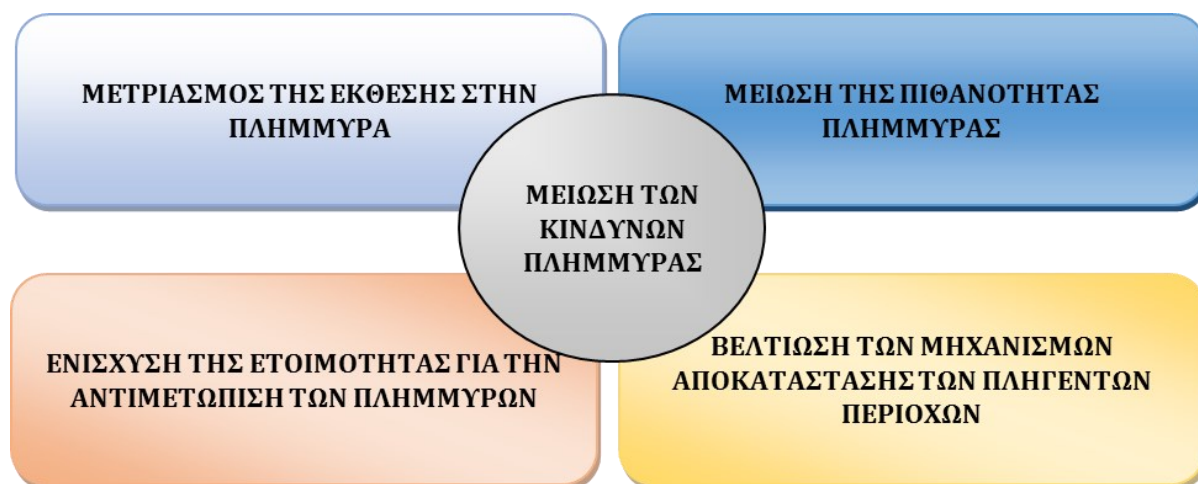 ΜΕΤΡΙΑΣΜΟΣ ΤΗΣ ΕΚΘΕΣΗΣ ΣΤΗΝ
ΠΛΗΜΜΥΡΑ
ΜΕΙΩΣΗ ΤΗΣ ΠΙΘΑΝΟΤΗΤΑΣ
ΠΛΗΜΜΥΡΑΣ
ΜΕΙΩΣΗ ΤΩΝ
ΚΙΝΔΥΝΩΝ
ΠΛΗΜΜΥΡΑΣ
ΕΝΙΣΧΥΣΗ ΤΗΣ ΕΤΟΙΜΟΤΗΤΑΣ ΓΙΑ ΤΗΝ
ΑΝΤΙΜΕΤΩΠΙΣΗ ΤΩΝ ΠΛΗΜΜΥΡΩΝ
ΒΕΛΤΙΩΣΗ ΤΩΝ ΜΗΧΑΝΙΣΜΩΝ
ΑΠΟΚΑΤΑΣΤΑΣΗΣ ΤΩΝ ΠΛΗΓΕΝΤΩΝ
ΠΕΡΙΟΧΩΝ